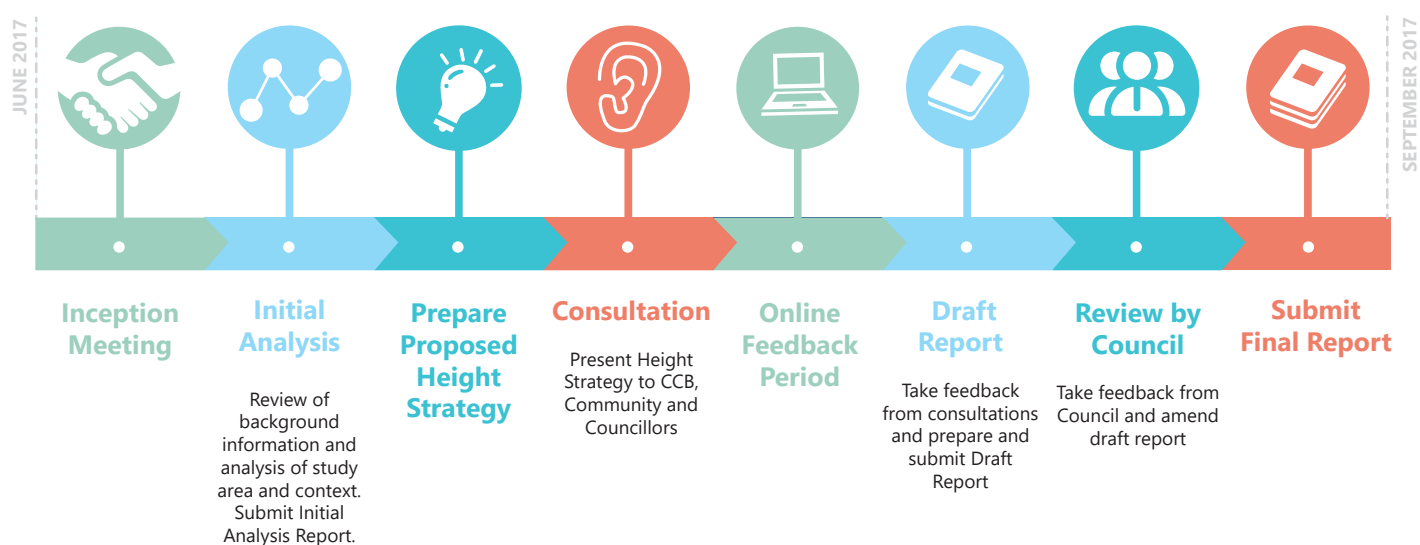 JUNE 2017
SEPTEMBER 2017
Inception
Meeting
Initial
Analysis
Review of
background
information and
analysis of study
area and context.
Submit Initial
Analysis Report.
Prepare
Proposed
Height
Strategy
Consultation
Present Height
Strategy to CCB,
Community and
Councillors
Online
Feedback
Period
Draft
Report
Take feedback
from consultations
and prepare and
submit Draft
Report
Review by
Council
Take feedback from
Council and amend
draft report
Submit
Final Report